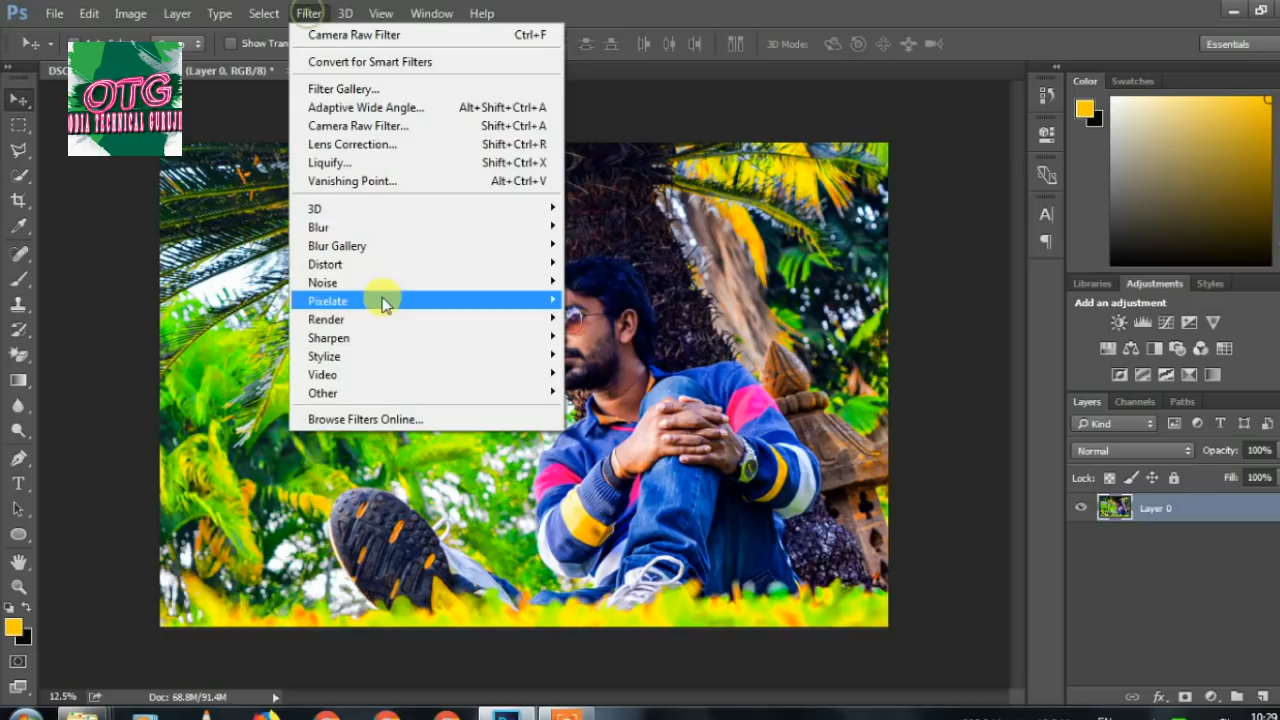 Ps File Edit Image Layer Type Select Filter 3D View Window Help
Show Tran
3D Mode:
Essentials
DSC
(Layer 0, RGB/8) *
OTG
ODIA TECHNICAL GURUJI
Camera Raw Filter Ctrl+F
Convert for Smart Filters
Filter Gallery...
Adaptive Wide Angle... Alt+Shift+Ctrl+A
Camera Raw Filter... Shift+Ctrl+A
Lens Correction... Shift+Ctrl+R
Liquify... Shift+Ctrl+X
Vanishing Point... Alt+Ctrl+V
3D
Blur
Blur Gallery
Distort
Noise
Pixelate
Render
Sharpen
Stylize
Video
Other
Browse Filters Online...
Color Swatches
Libraries Adjustments Styles
Add an adjustment
Layers Channels Paths
Kind
Normal Opacity: 100%
Lock: Fill: 100%
Layer 0
12.5% Doc: 68.8M/91.4M
EN 10:20